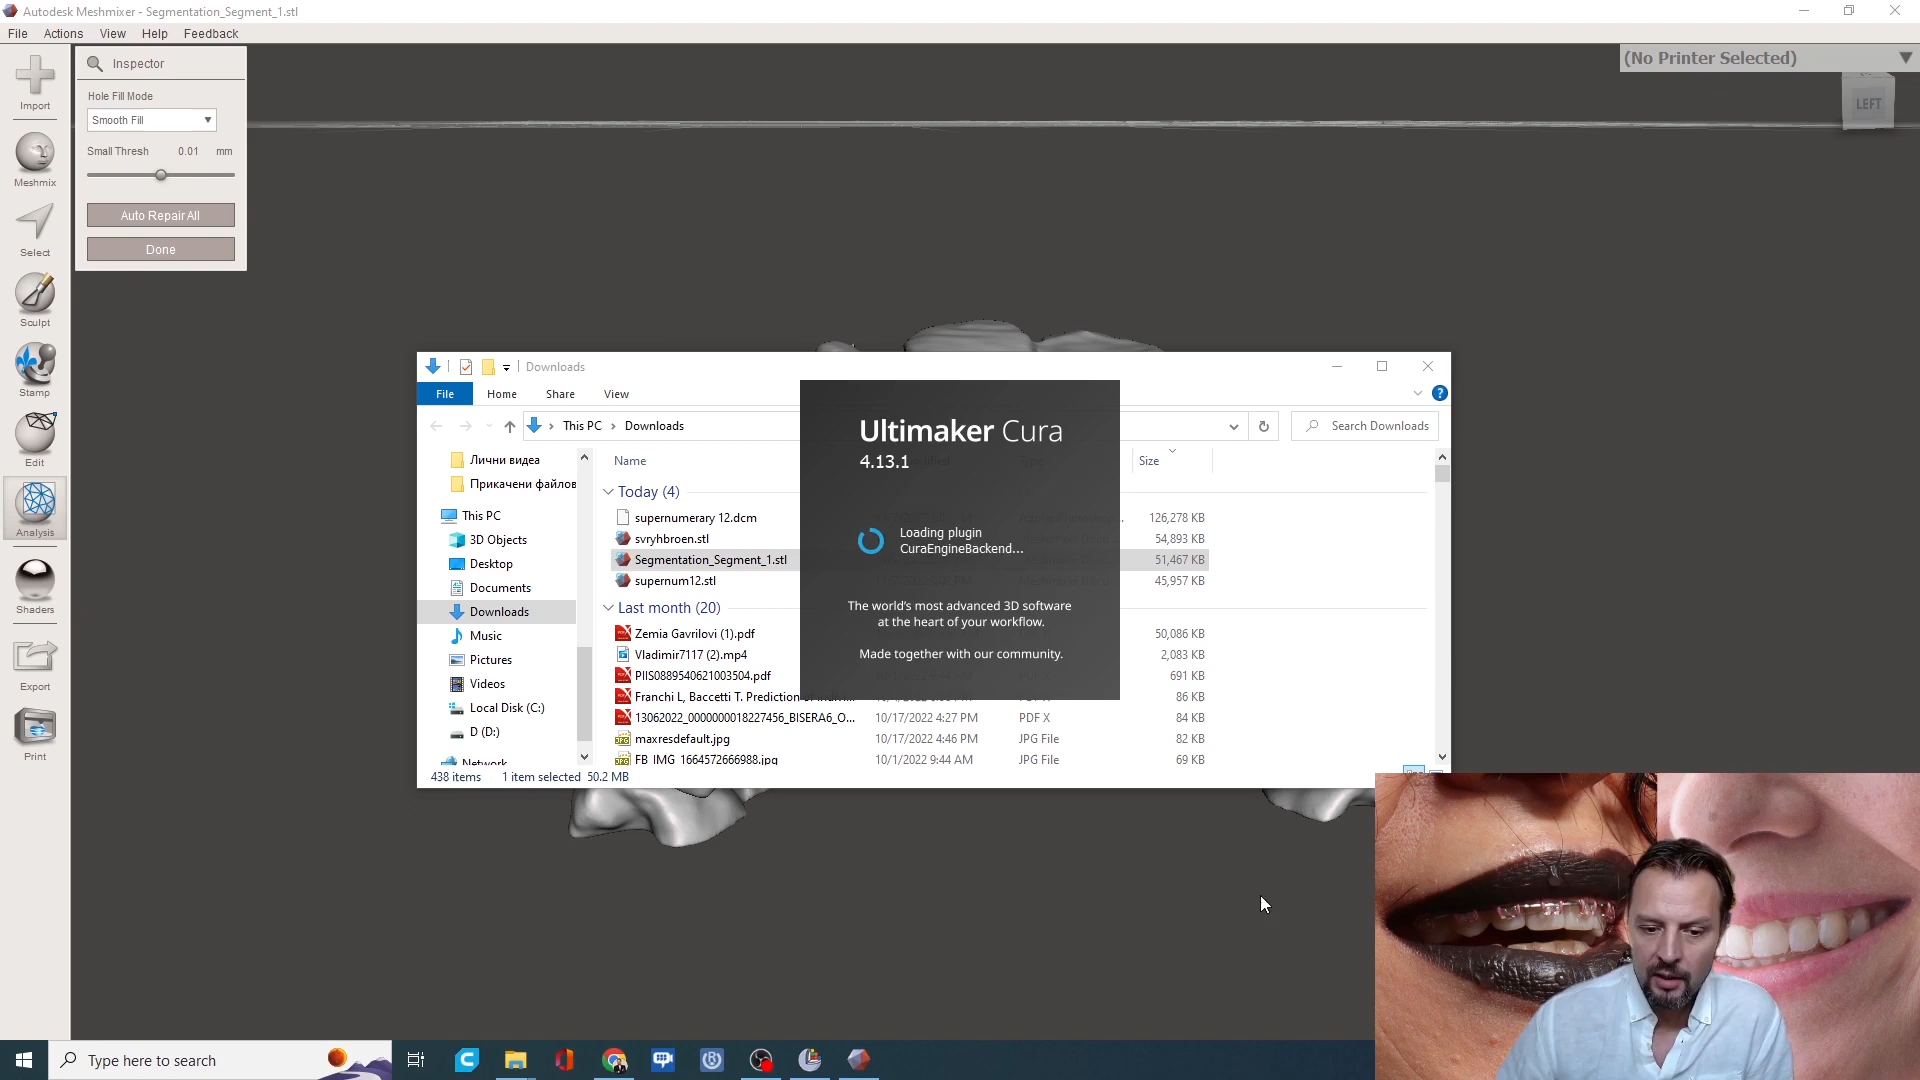 Autodesk Meshmixer - Segmentation_Segment_1.stl
File Actions View Help Feedback
(No Printer Selected)
LEFT
Import
Meshmix
Select
Sculpt
Stamp
Edit
Analysis
Shaders
Export
Print
Inspector
Hole Fill Mode
Smooth Fill
Small Thresh 0.01 mm
Auto Repair All
Done
Downloads
File Home Share View
This PC Downloads
Search Downloads
Лични видеа
Прикачени файлов
This PC
3D Objects
Desktop
Documents
Downloads
Music
Pictures
Videos
Local Disk (C:)
D (D:)
Network
Name Size
Today (4)
supernumerary 12.dcm 126,278 KB
svryhbroen.stl 54,893 KB
Segmentation_Segment_1.stl 51,467 KB
supernum12.stl 45,957 KB
Last month (20)
Zemia Gavrilovi (1).pdf 50,086 KB
Vladimir7117 (2).mp4 2,083 KB
PIIS0889540621003504.pdf 691 KB
Franchi L, Baccetti T. Prediction 86 KB
13062022_0000000018227456_BISERA6_O... 10/17/2022 4:27 PM PDF X 84 KB
maxresdefault.jpg 10/17/2022 4:46 PM JPG File 82 KB
FB_IMG_1664572666988.jpg 10/1/2022 9:44 AM JPG File 69 KB
438 items 1 item selected 50.2 MB
Ultimaker Cura
4.13.1
Loading plugin
CuraEngineBackend...
The world's most advanced 3D software
at the heart of your workflow.
Made together with our community.
Type here to search